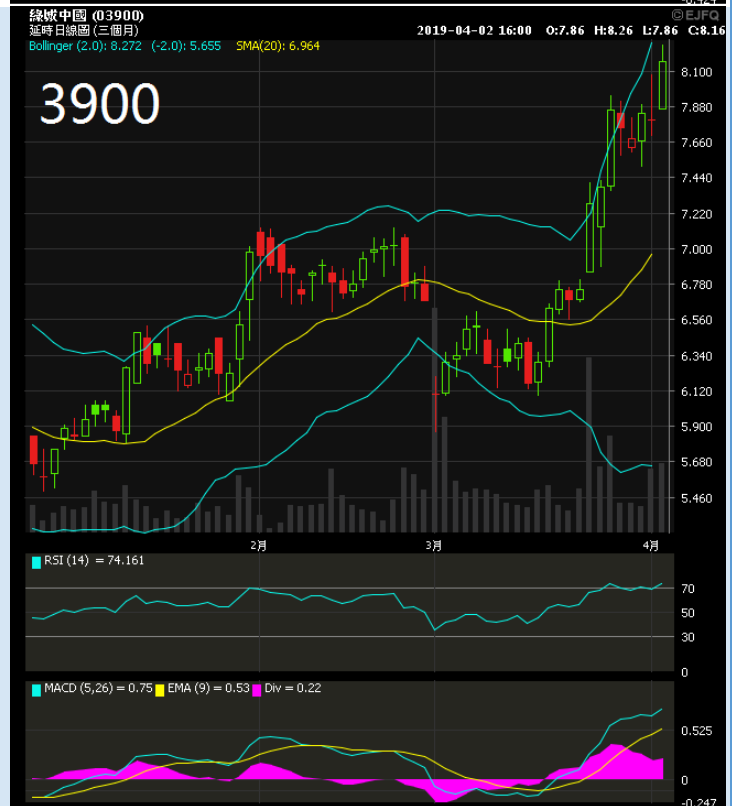 -0.424
綠城中國 (03900)
©EJFQ
延時日線圖 (三個月)
2019-04-02 16:00 O:7.86 H:8.26 L:7.86 C:8.16
Bollinger (2.0): 8.272 (-2.0): 5.655 SMA(20): 6.964
3900
8.100
7.880
7.660
7.440
7.220
7.000
6.780
6.560
6.340
6.120
5.900
5.680
5.460
2月 3月 4月
RSI (14) = 74.161
70
50
30
0
MACD (5,26) = 0.75 EMA (9) = 0.53 Div = 0.22
0.525
0
-0.247